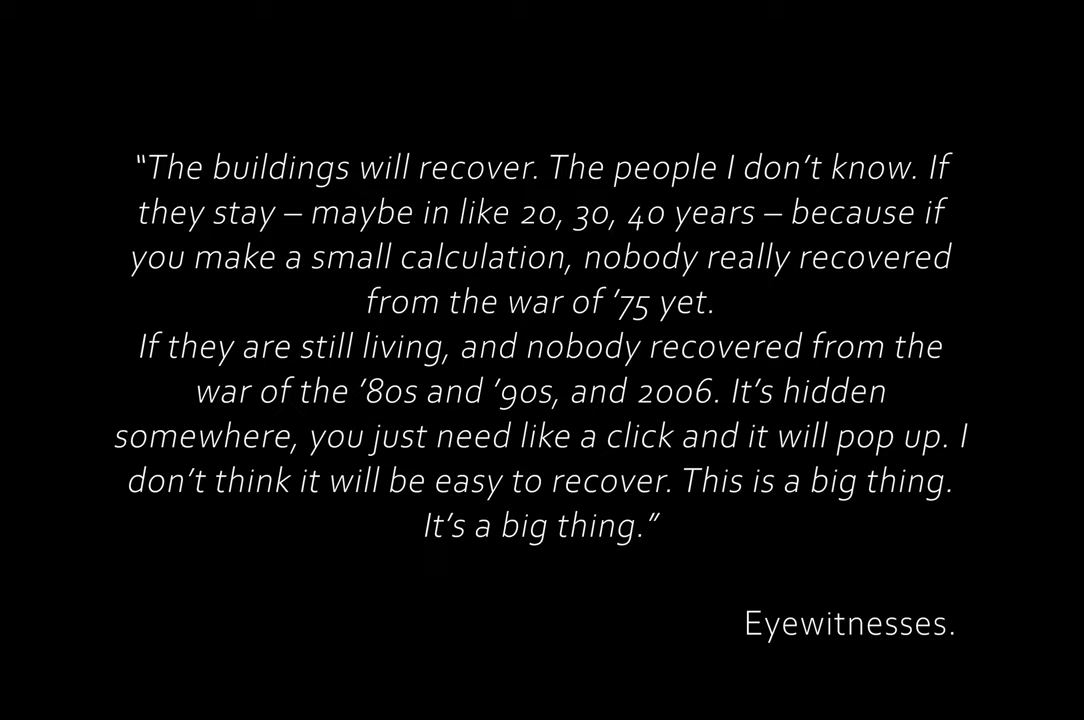 “The buildings will recover. The people I don’t know. If
they stay – maybe in like 20, 30, 40 years – because if
you make a small calculation, nobody really recovered
from the war of ’75 yet.
If they are still living, and nobody recovered from the
war of the ’80s and ’90s, and 2006. It’s hidden
somewhere, you just need like a click and it will pop up. I
don’t think it will be easy to recover. This is a big thing.
It’s a big thing.”
Eyewitnesses.